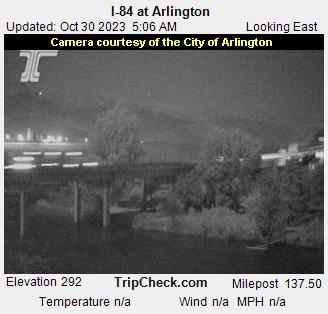 I-84 at Arlington
Updated: Oct 30 2023 5:06 AM Looking East
Camera courtesy of the City of Arlington
Elevation 292 TripCheck.com Milepost 137.50
Temperature n/a Wind n/a MPH n/a